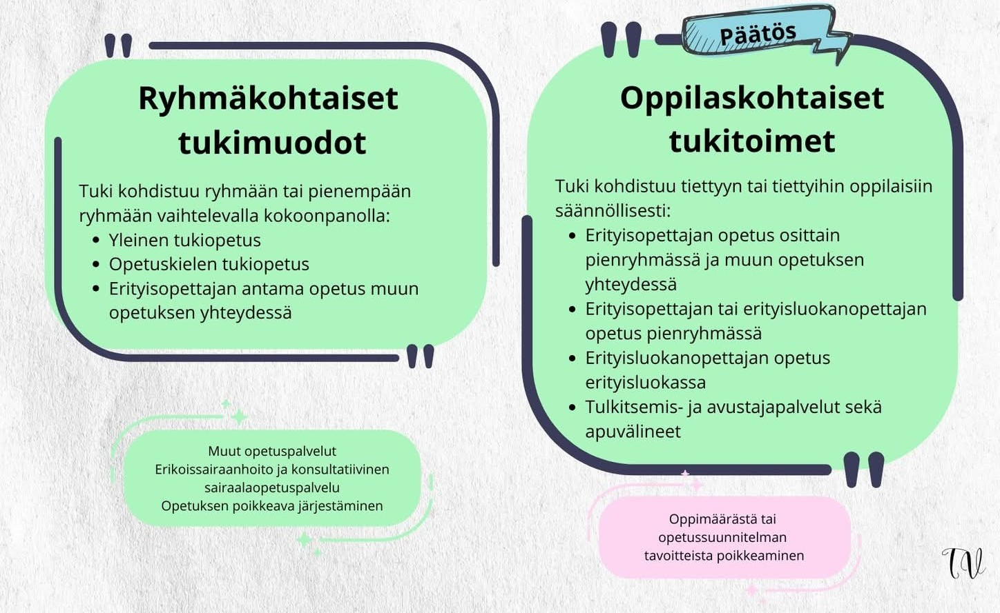 Ryhmäkohtaiset
tukimuodot
Tuki kohdistuu ryhmään tai pienempään
ryhmään vaihtelevalla kokoonpanolla:
• Yleinen tukiopetus
• Opetuskielen tukiopetus
• Erityisopettajan antama opetus muun
opetuksen yhteydessä
Muut opetuspalvelut
Erikoissairaanhoito ja konsultatiivinen
sairaalaopetuspalvelu
Opetuksen poikkeava järjestäminen
Päätös
Oppilaskohtaiset
tukitoimet
Tuki kohdistuu tiettyyn tai tiettyihin oppilaisiin
säännöllisesti:
• Erityisopettajan opetus osittain
pienryhmässä ja muun opetuksen
yhteydessä
• Erityisopettajan tai erityisluokanopettajan
opetus pienryhmässä
• Erityisluokanopettajan opetus
erityisluokassa
• Tulkitsemis- ja avustajapalvelut sekä
apuvälineet
Oppimäärästä tai
opetussuunnitelman
tavoitteista poikkeaminen
TV